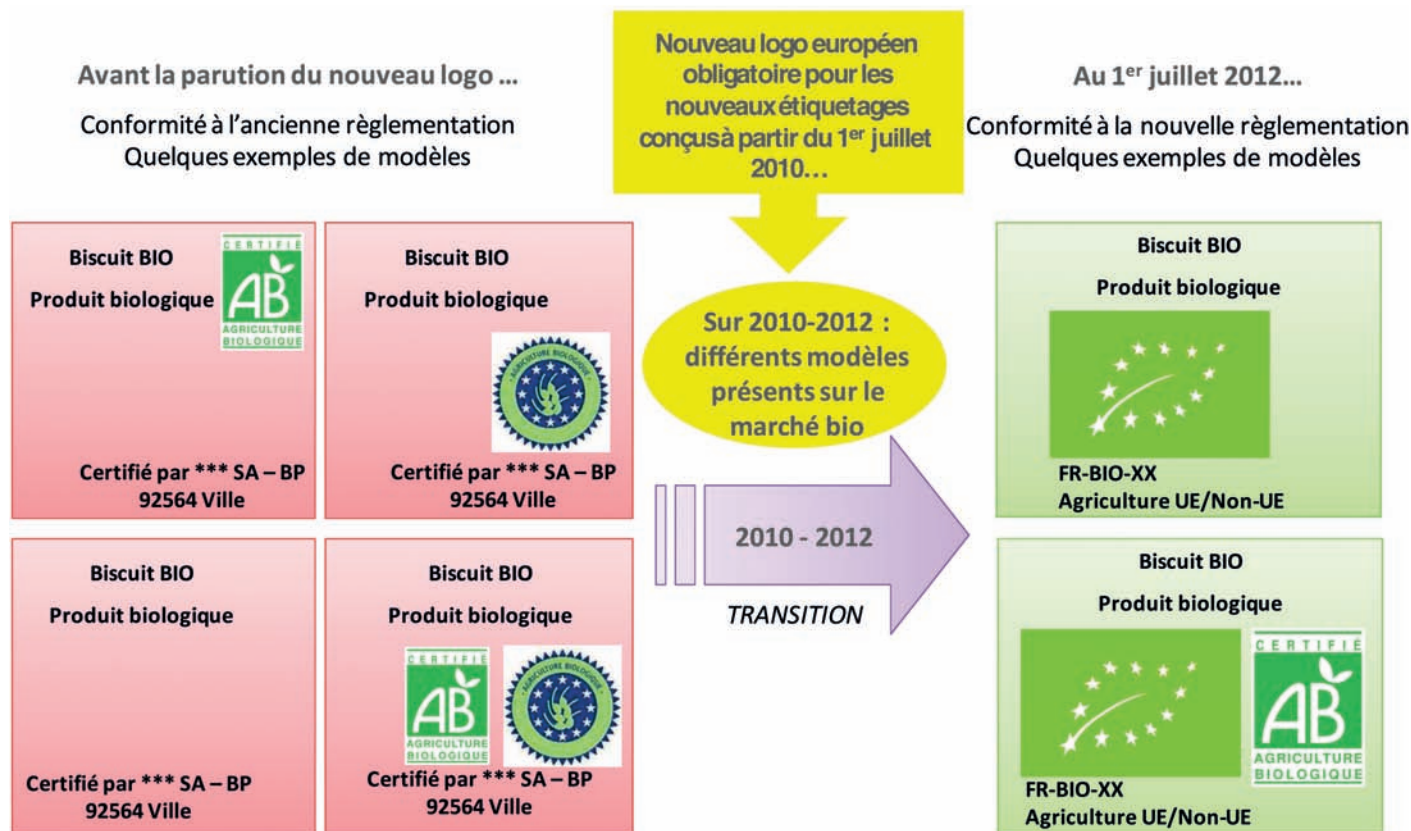 Avant la parution du nouveau logo ...
Conformité à l'ancienne règlementation
Quelques exemples de modèles
Nouveau logo européen
obligatoire pour les
nouveaux étiquetages
conçusà partir du 1er juillet
2010...
Au 1er juillet 2012...
Conformité à la nouvelle règlementation
Quelques exemples de modèles
Biscuit BIO
Produit biologique
CERTIFIÉ
AB
AGRICULTURE
BIOLOGIQUE
Certifié par *** SA – BP
92564 Ville
Biscuit BIO
Produit biologique
AGRICULTURE BIOLOGIQUE
Certifié par *** SA – BP
92564 Ville
Biscuit BIO
Produit biologique
Certifié par *** SA – BP
92564 Ville
Biscuit BIO
Produit biologique
CERTIFIÉ
AB
AGRICULTURE
BIOLOGIQUE
AGRICULTURE BIOLOGIQUE
Certifié par *** SA – BP
92564 Ville
Sur 2010-2012 :
différents modèles
présents sur le
marché bio
2010 - 2012
TRANSITION
Biscuit BIO
Produit biologique
FR-BIO-XX
Agriculture UE/Non-UE
Biscuit BIO
Produit biologique
CERTIFIÉ
AB
AGRICULTURE
BIOLOGIQUE
FR-BIO-XX
Agriculture UE/Non-UE